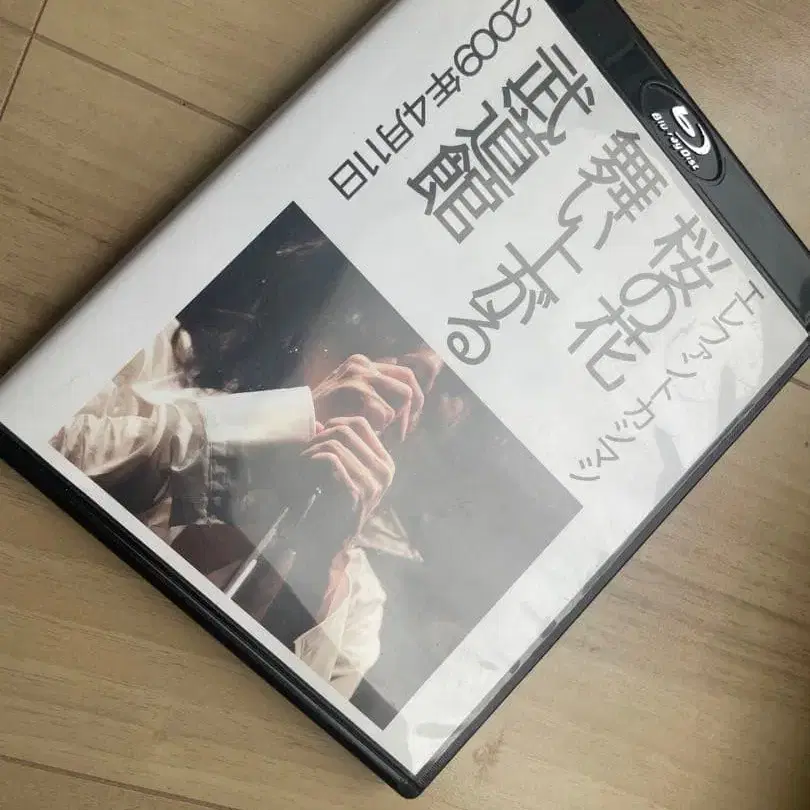 エレファントカシマシ
桜の花
舞い上がる
武道館
2009年4月11日
Blu-ray Disc